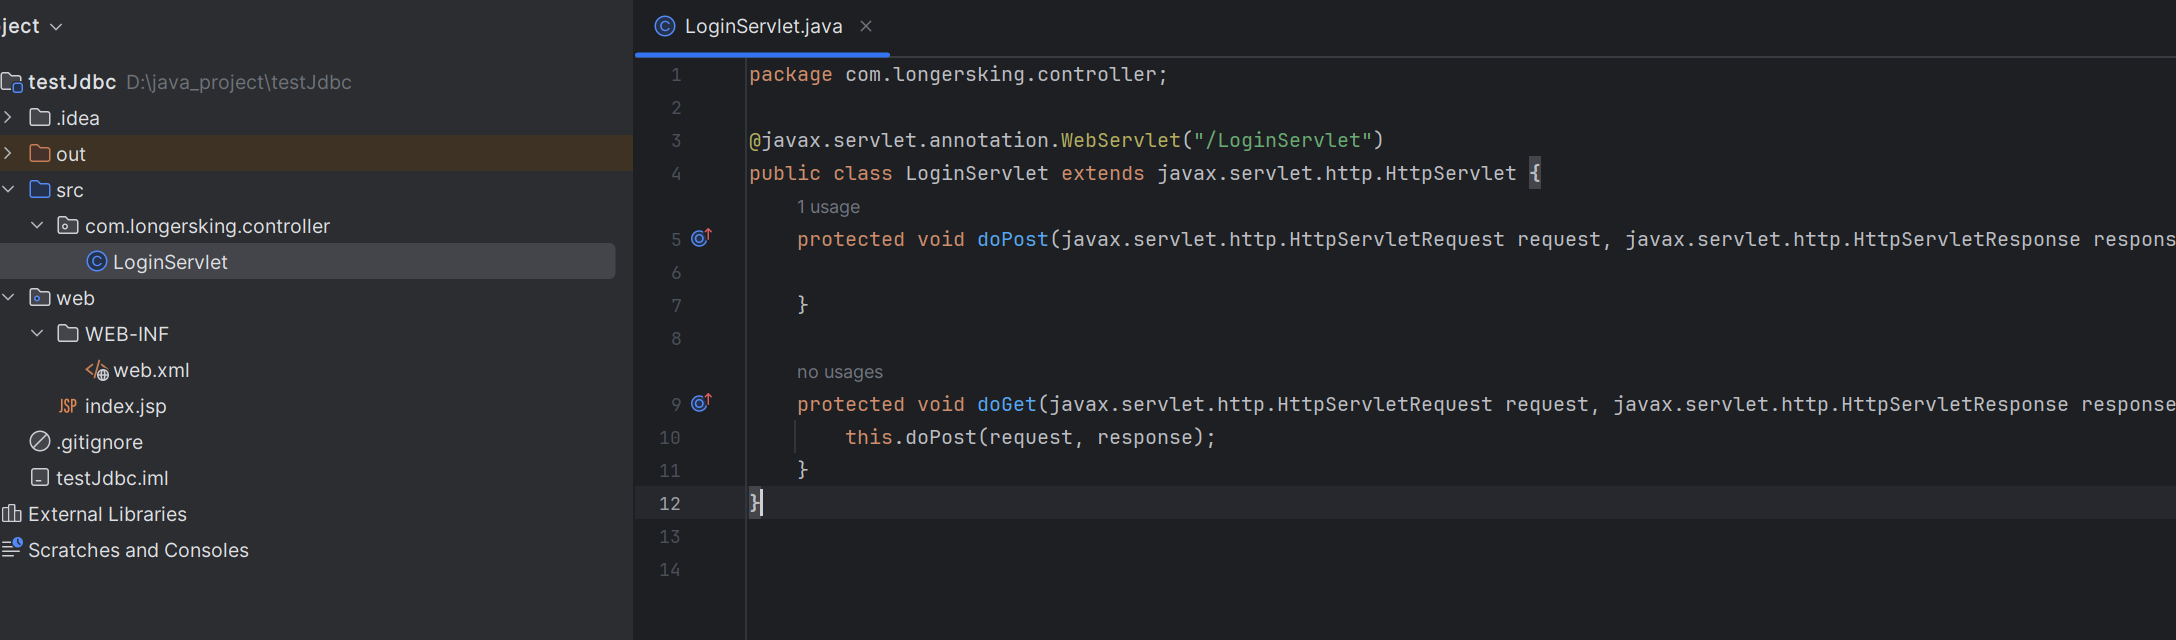 ject
testJdbc D:\java_project\testJdbc
.idea
out
src
com.longersking.controller
LoginServlet
web
WEB-INF
web.xml
JSP index.jsp
.gitignore
testJdbc.iml
External Libraries
Scratches and Consoles
LoginServlet.java
1 package com.longersking.controller;
2
3 @javax.servlet.annotation.WebServlet("/LoginServlet")
4 public class LoginServlet extends javax.servlet.http.HttpServlet {
1 usage
5 protected void doPost(javax.servlet.http.HttpServletRequest request, javax.servlet.http.HttpServletResponse respons
6
7 }
8
no usages
9 protected void doGet(javax.servlet.http.HttpServletRequest request, javax.servlet.http.HttpServletResponse response
10 this.doPost(request, response);
11 }
12 }
13
14